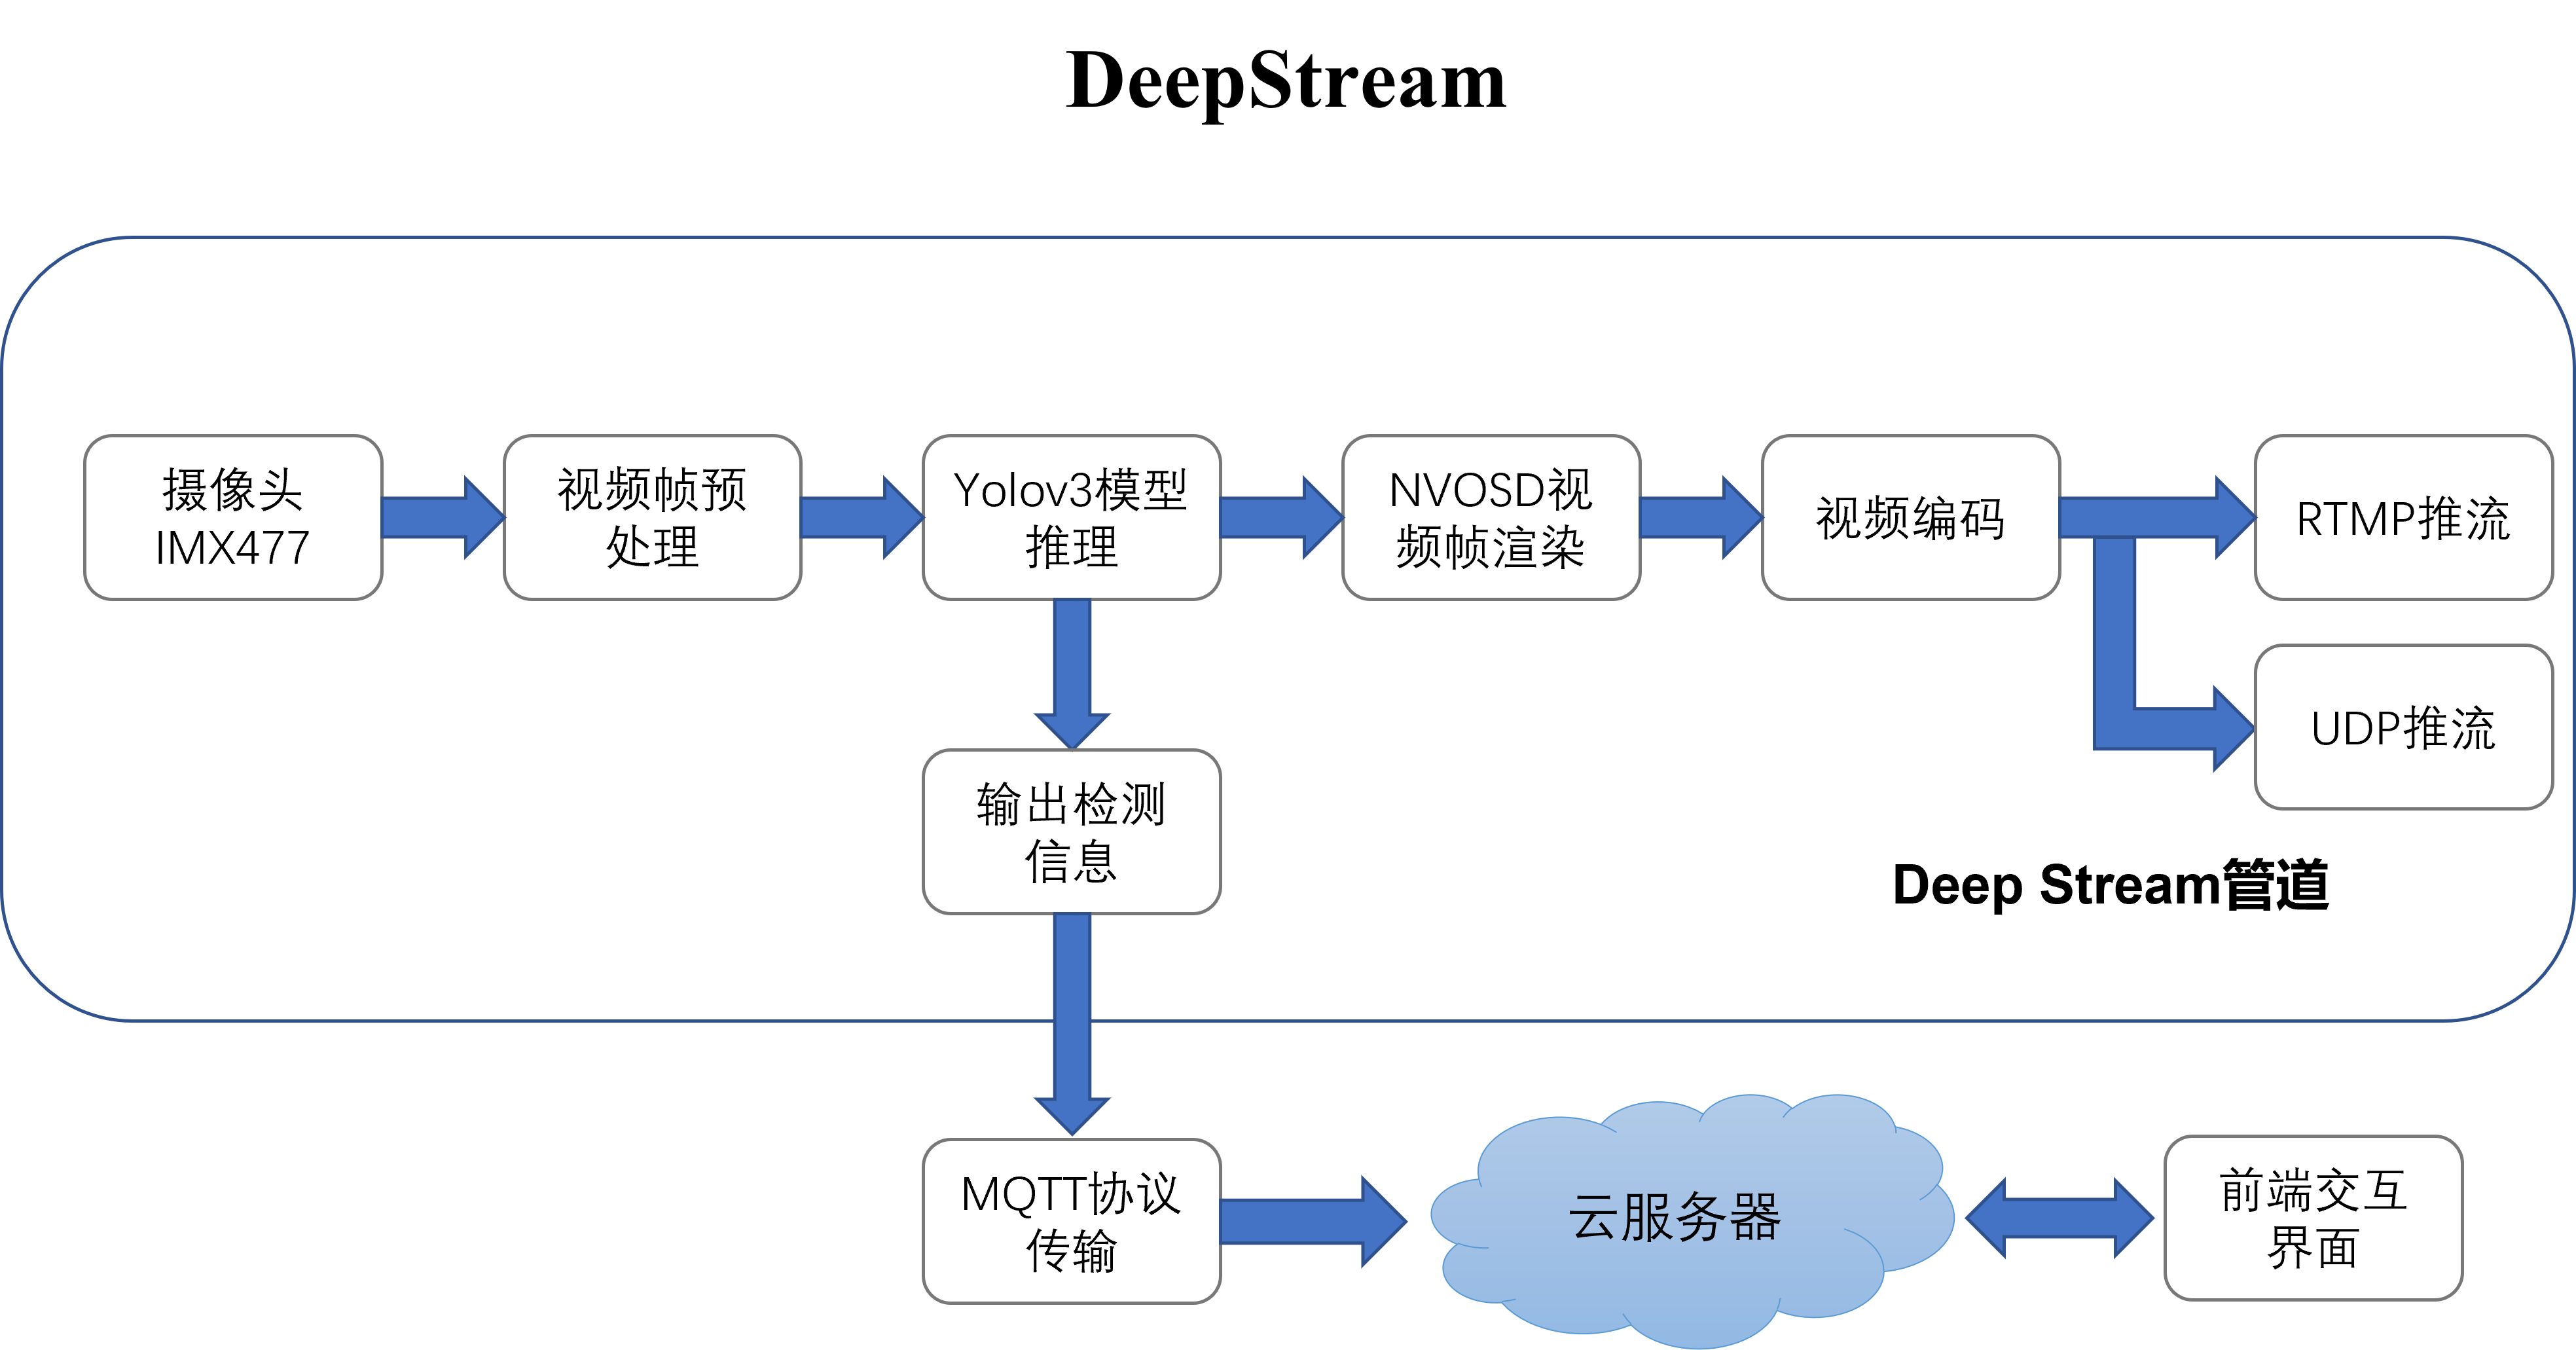 DeepStream
摄像头
IMX477
视频帧预
处理
Yolov3模型
推理
NVOSD视
频帧渲染
视频编码
RTMP推流
UDP推流
输出检测
信息
Deep Stream管道
MQTT协议
传输
云服务器
前端交互
界面